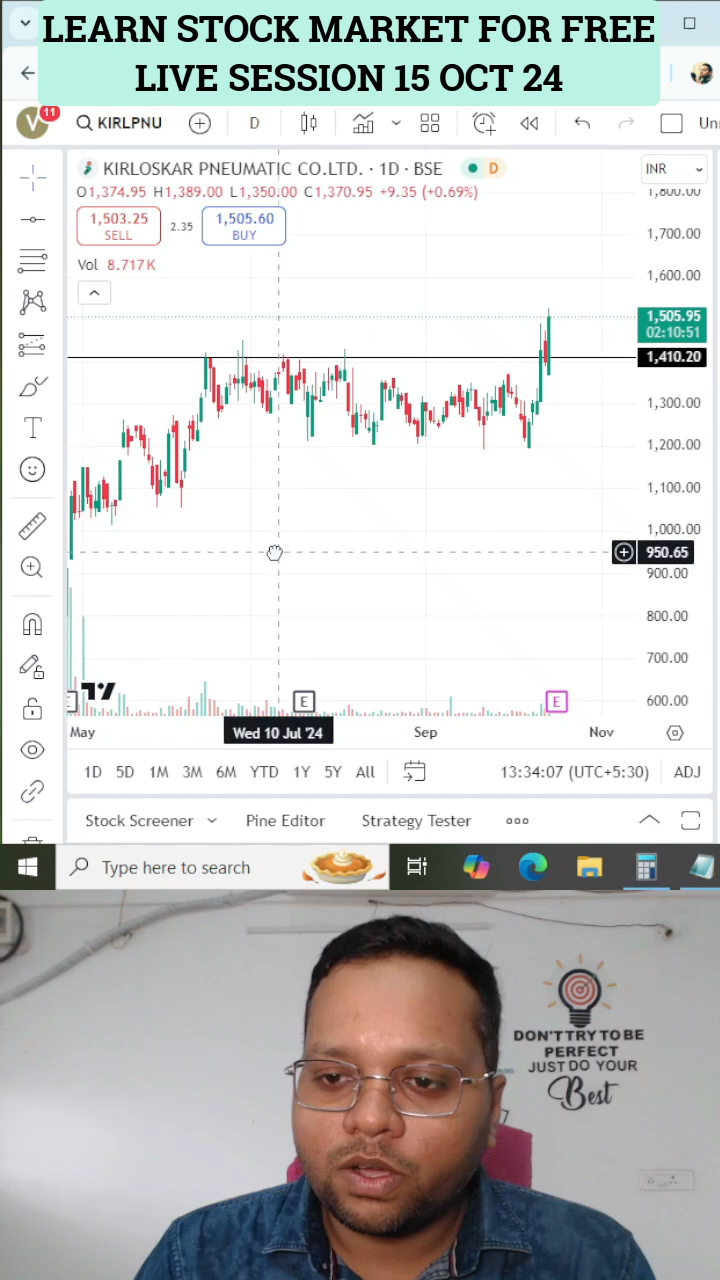 LEARN STOCK MARKET FOR FREE
LIVE SESSION 15 OCT 24
V
11
KIRLPNU
D
KIRLOSKAR PNEUMATIC CO.LTD. · 1D · BSE
D
INR
O1,374.95 H1,389.00 L1,350.00 C1,370.95 +9.35 (+0.69%)
1,800.00
1,503.25
SELL
2.35
1,505.60
BUY
1,700.00
Vol 8.717K
1,600.00
1,505.95
02:10:51
1,410.20
1,300.00
1,200.00
1,100.00
1,000.00
950.65
900.00
800.00
700.00
600.00
E
E
May
Wed 10 Jul '24
Sep
Nov
1D 5D 1M 3M 6M YTD 1Y 5Y All
13:34:07 (UTC+5:30)
ADJ
Stock Screener
Pine Editor
Strategy Tester
Type here to search
DON'T TRY TO BE
PERFECT
JUST DO YOUR
Best